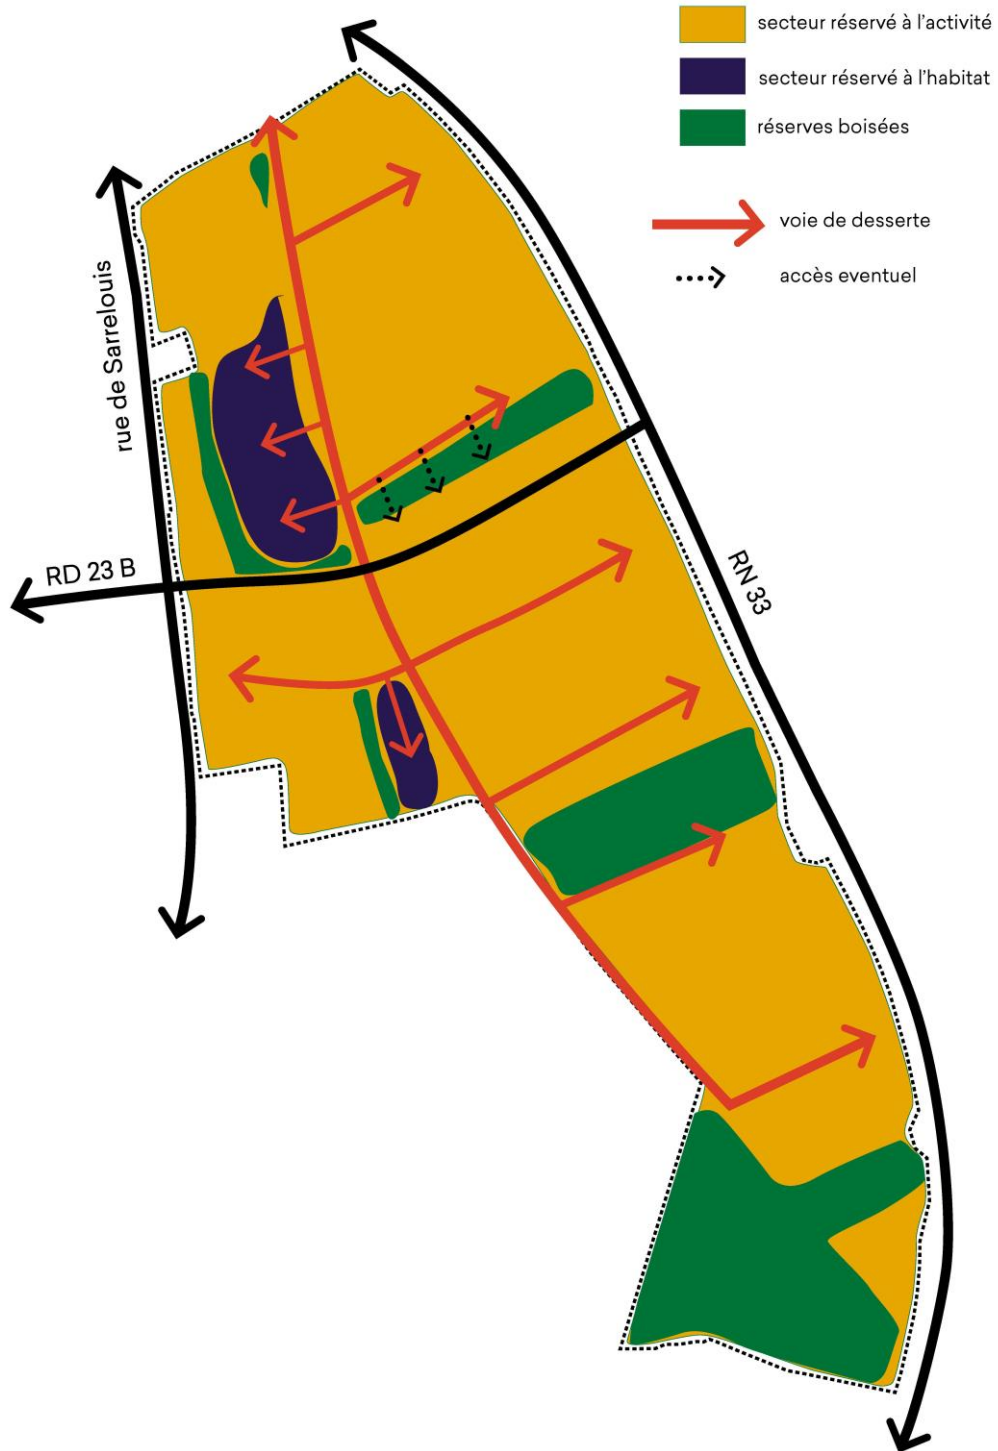 secteur réservé à l'activité
secteur réservé à l'habitat
réserves boisées
voie de desserte
accès eventuel
rue de Sarrelouis
RD 23 B
RN 33